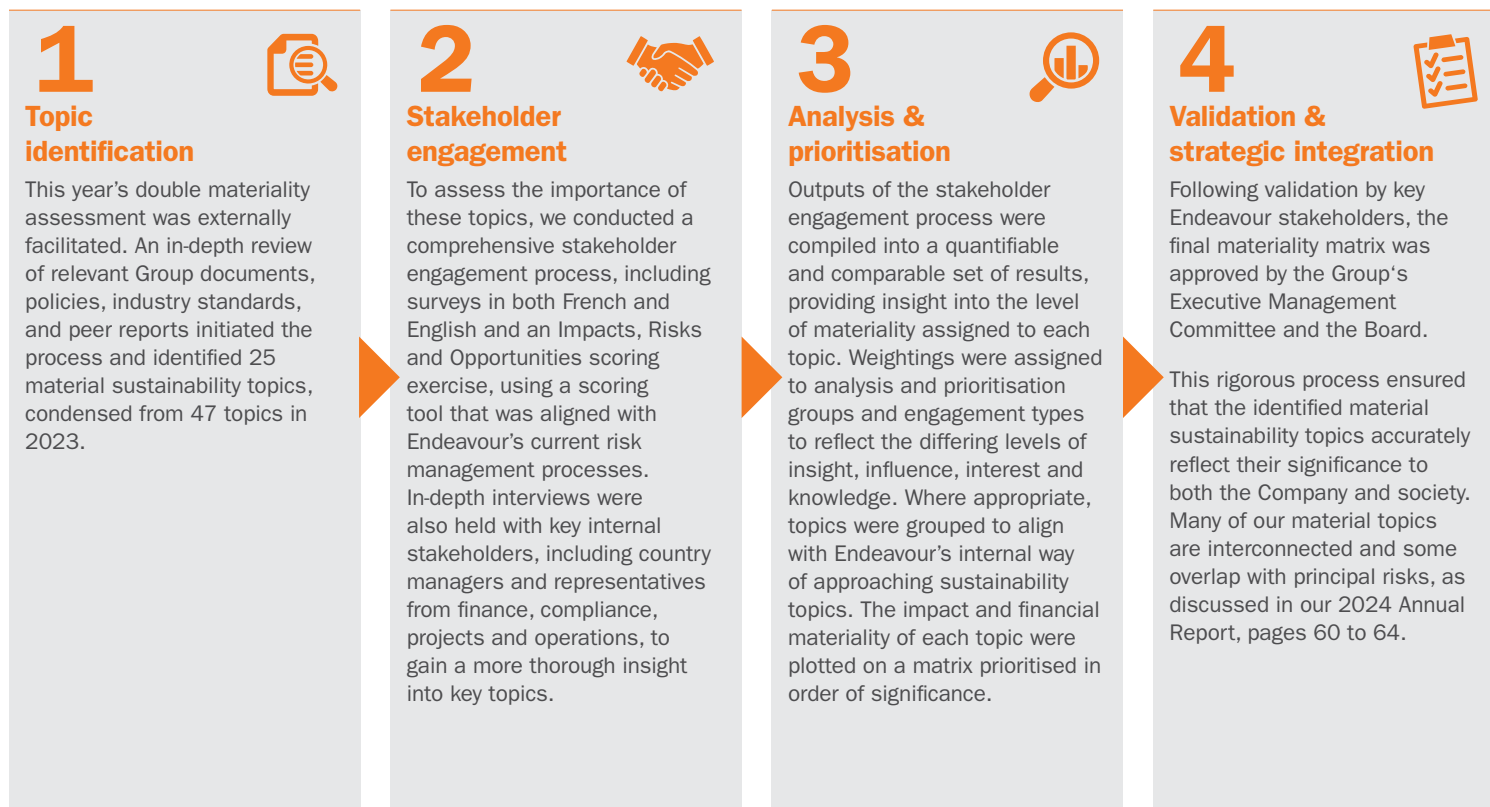 1
Topic
identification
This year’s double materiality
assessment was externally
facilitated. An in-depth review
of relevant Group documents,
policies, industry standards,
and peer reports initiated the
process and identified 25
material sustainability topics,
condensed from 47 topics in
2023.
2
Stakeholder
engagement
To assess the importance of
these topics, we conducted a
comprehensive stakeholder
engagement process, including
surveys in both French and
English and an Impacts, Risks
and Opportunities scoring
exercise, using a scoring
tool that was aligned with
Endeavour’s current risk
management processes.
In-depth interviews were
also held with key internal
stakeholders, including country
managers and representatives
from finance, compliance,
projects and operations, to
gain a more thorough insight
into key topics.
3
Analysis &
prioritisation
Outputs of the stakeholder
engagement process were
compiled into a quantifiable
and comparable set of results,
providing insight into the level
of materiality assigned to each
topic. Weightings were assigned
to analysis and prioritisation
groups and engagement types
to reflect the differing levels of
insight, influence, interest and
knowledge. Where appropriate,
topics were grouped to align
with Endeavour’s internal way
of approaching sustainability
topics. The impact and financial
materiality of each topic were
plotted on a matrix prioritised in
order of significance.
4
Validation &
strategic integration
Following validation by key
Endeavour stakeholders, the
final materiality matrix was
approved by the Group‘s
Executive Management
Committee and the Board.
This rigorous process ensured
that the identified material
sustainability topics accurately
reflect their significance to
both the Company and society.
Many of our material topics
are interconnected and some
overlap with principal risks, as
discussed in our 2024 Annual
Report, pages 60 to 64.